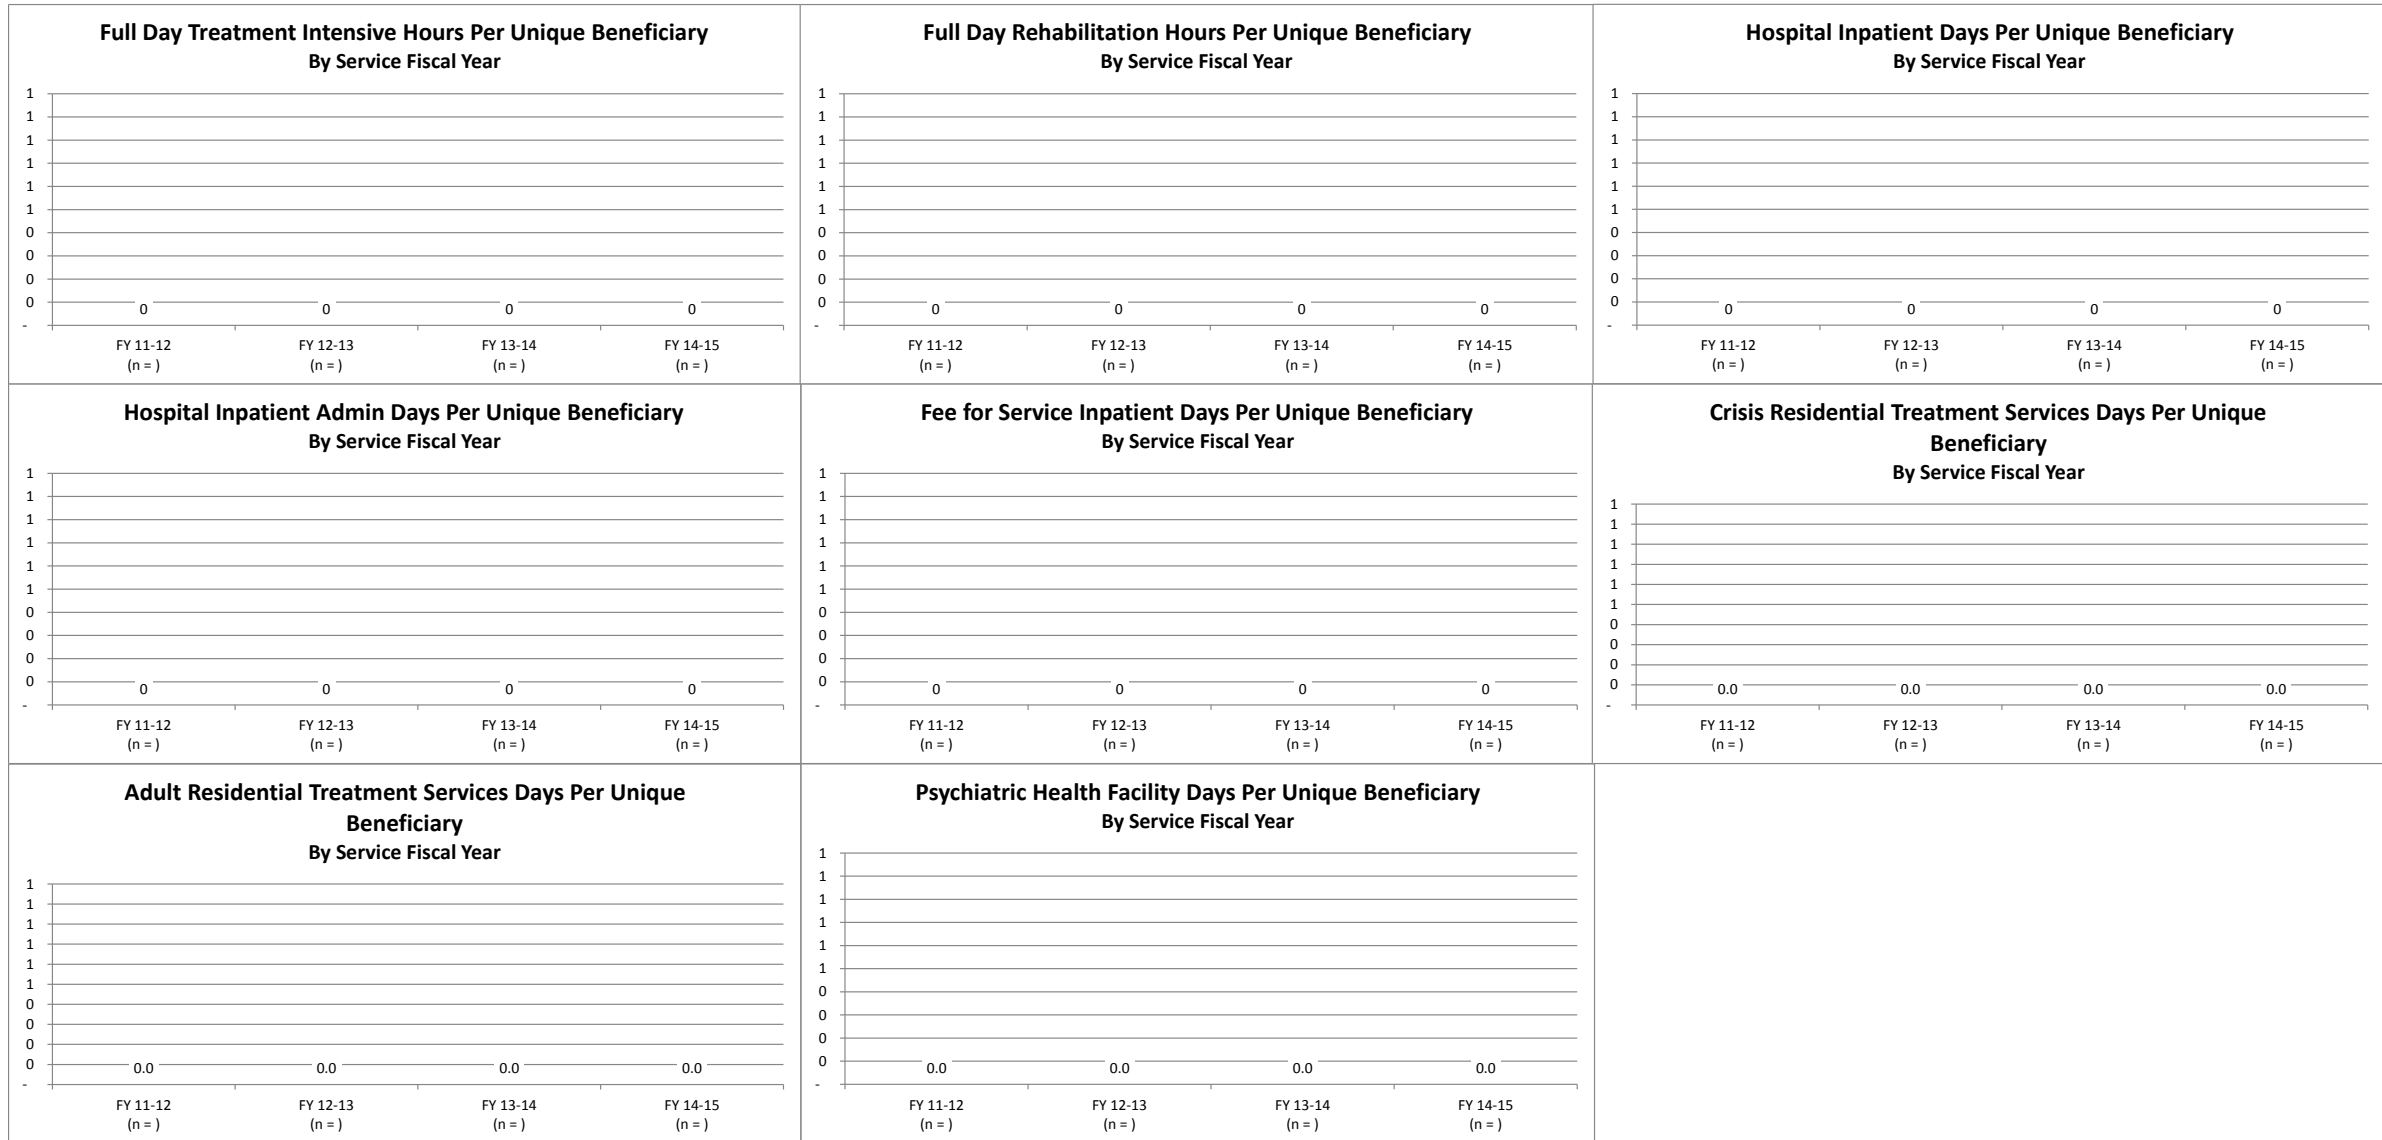 Full Day Treatment Intensive Hours Per Unique Beneficiary
By Service Fiscal Year
1
1
1
1
1
1
0
0
0
0
-
0 0 0 0
FY 11-12 FY 12-13 FY 13-14 FY 14-15
(n = ) (n = ) (n = ) (n = )
Full Day Rehabilitation Hours Per Unique Beneficiary
By Service Fiscal Year
1
1
1
1
1
1
0
0
0
0
-
0 0 0 0
FY 11-12 FY 12-13 FY 13-14 FY 14-15
(n = ) (n = ) (n = ) (n = )
Hospital Inpatient Days Per Unique Beneficiary
By Service Fiscal Year
1
1
1
1
1
1
0
0
0
0
-
0 0 0 0
FY 11-12 FY 12-13 FY 13-14 FY 14-15
(n = ) (n = ) (n = ) (n = )
Hospital Inpatient Admin Days Per Unique Beneficiary
By Service Fiscal Year
1
1
1
1
1
1
0
0
0
0
-
0 0 0 0
FY 11-12 FY 12-13 FY 13-14 FY 14-15
(n = ) (n = ) (n = ) (n = )
Fee for Service Inpatient Days Per Unique Beneficiary
By Service Fiscal Year
1
1
1
1
1
1
0
0
0
0
-
0 0 0 0
FY 11-12 FY 12-13 FY 13-14 FY 14-15
(n = ) (n = ) (n = ) (n = )
Crisis Residential Treatment Services Days Per Unique
Beneficiary
By Service Fiscal Year
1
1
1
1
1
1
0
0
0
0
-
0.0 0.0 0.0 0.0
FY 11-12 FY 12-13 FY 13-14 FY 14-15
(n = ) (n = ) (n = ) (n = )
Adult Residential Treatment Services Days Per Unique
Beneficiary
By Service Fiscal Year
1
1
1
1
1
1
0
0
0
0
-
0.0 0.0 0.0 0.0
FY 11-12 FY 12-13 FY 13-14 FY 14-15
(n = ) (n = ) (n = ) (n = )
Psychiatric Health Facility Days Per Unique Beneficiary
By Service Fiscal Year
1
1
1
1
1
1
0
0
0
0
-
0.0 0.0 0.0 0.0
FY 11-12 FY 12-13 FY 13-14 FY 14-15
(n = ) (n = ) (n = ) (n = )